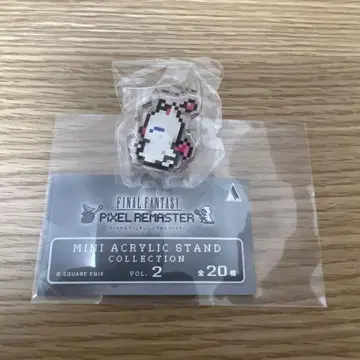 FINAL FANTASY
PIXEL REMASTER
MINI ACRYLIC STAND
COLLECTION
© SQUARE ENIX VOL. 2 全20種